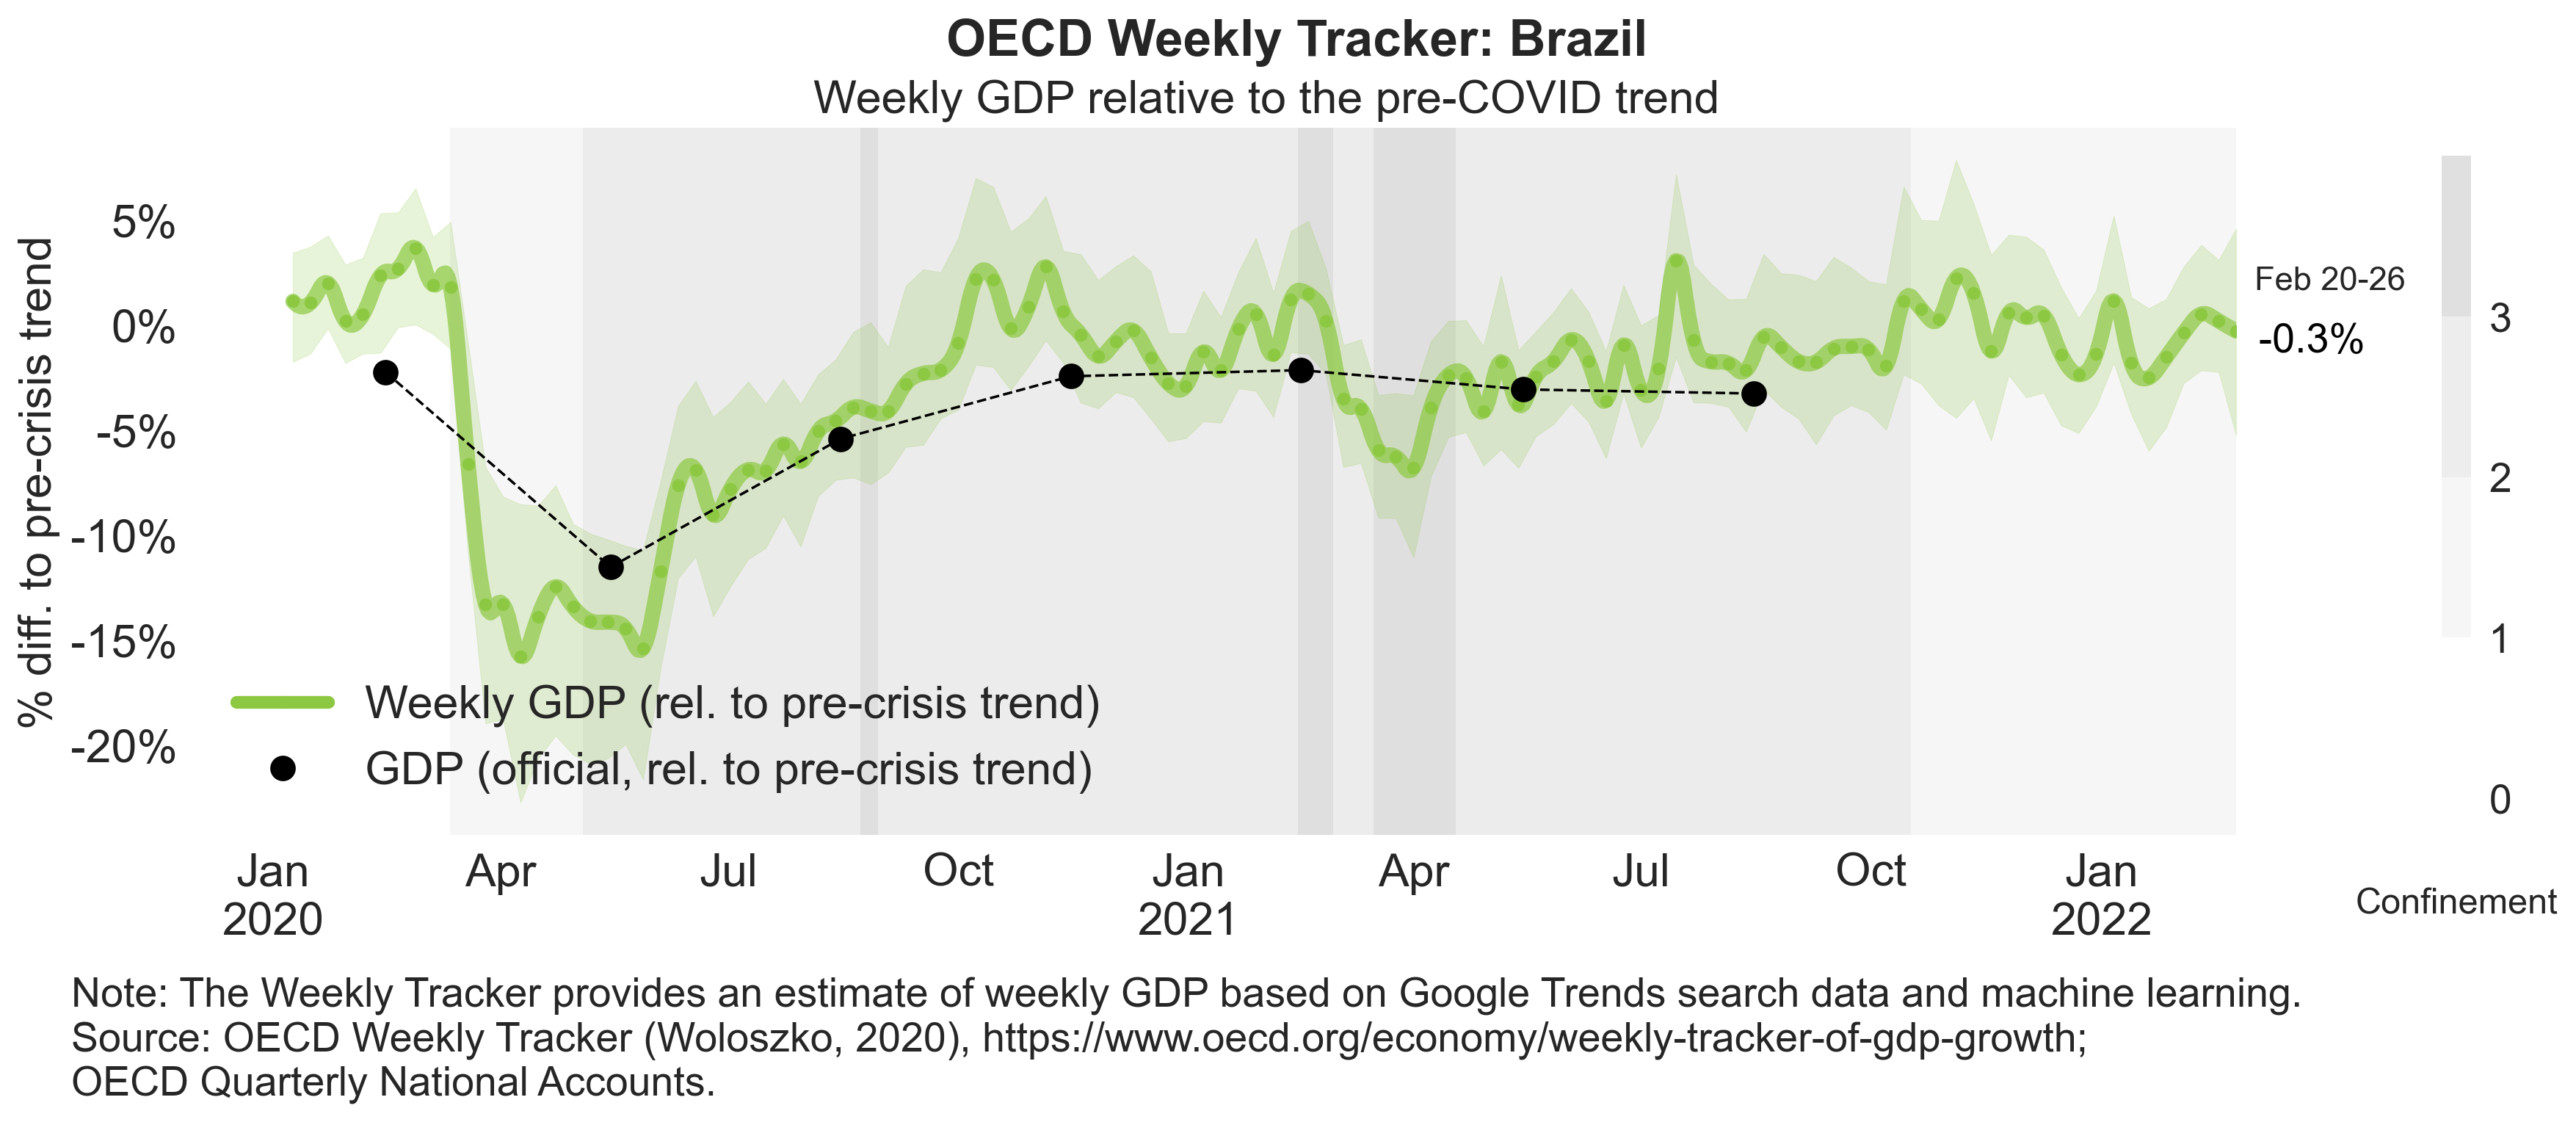 OECD Weekly Tracker: Brazil
Weekly GDP relative to the pre-COVID trend
% diff. to pre-crisis trend
5%
0%
-5%
-10%
-15%
-20%
Weekly GDP (rel. to pre-crisis trend)
GDP (official, rel. to pre-crisis trend)
Feb 20-26
-0.3%
3
2
1
0
Confinement
Jan Apr Jul Oct Jan Apr Jul Oct Jan
2020 2021 2022
Note: The Weekly Tracker provides an estimate of weekly GDP based on Google Trends search data and machine learning.
Source: OECD Weekly Tracker (Woloszko, 2020), https://www.oecd.org/economy/weekly-tracker-of-gdp-growth;
OECD Quarterly National Accounts.